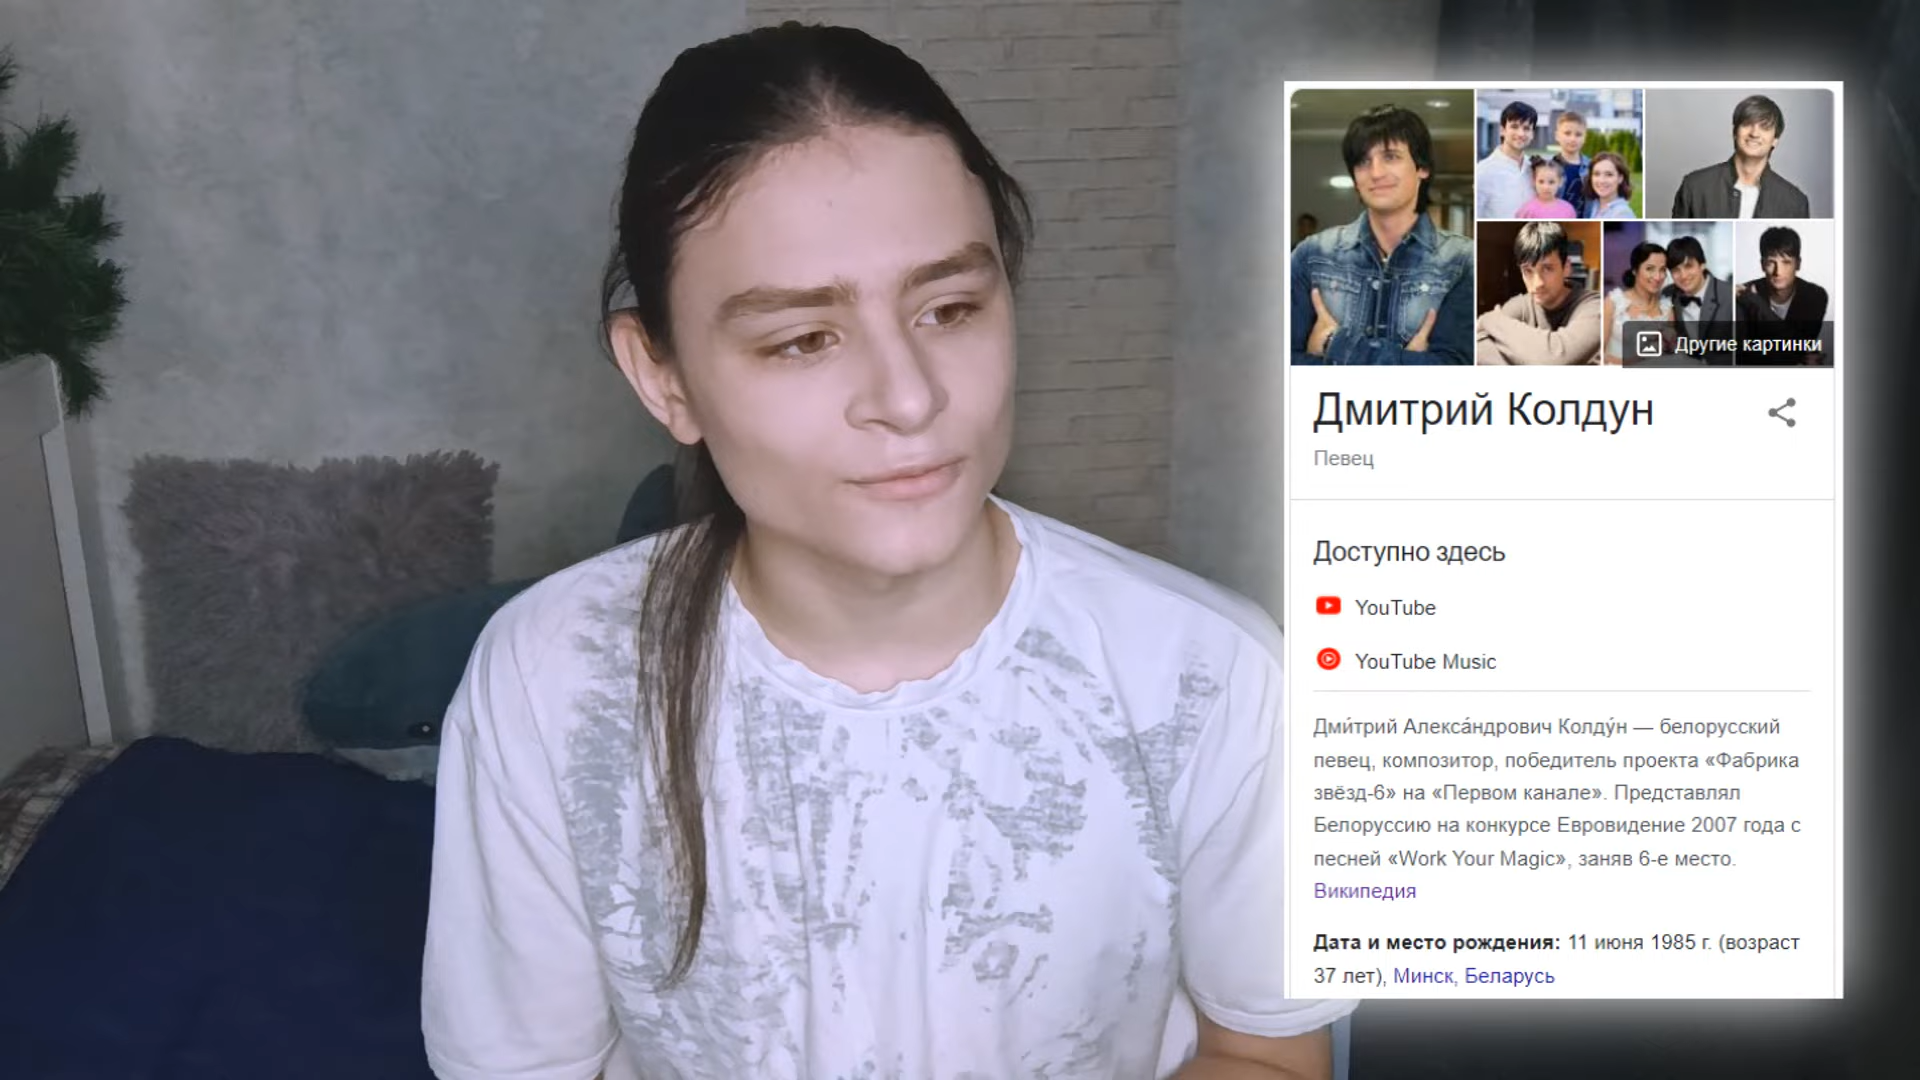 Другие картинки
Дмитрий Колдун
Певец
Доступно здесь
YouTube
YouTube Music
Дми́трий Алекса́ндрович Колду́н — белорусский
певец, композитор, победитель проекта «Фабрика
звёзд-6» на «Первом канале». Представлял
Белоруссию на конкурсе Евровидение 2007 года с
песней «Work Your Magic», заняв 6-е место.
Википедия
Дата и место рождения: 11 июня 1985 г. (возраст
37 лет), Минск, Беларусь